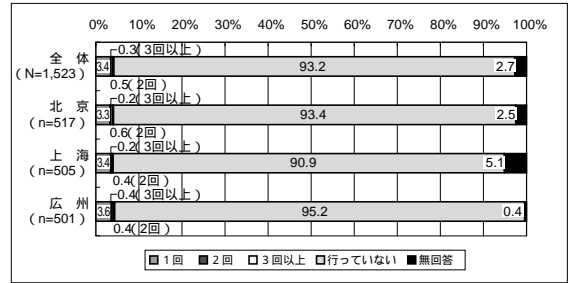 0% 10% 20% 30% 40% 50% 60% 70% 80% 90% 100%
0.3(3回以上)
全 体 3.4 93.2 2.7
(N=1,523)
0.5(2回)
0.2(3回以上)
北 京 3.3 93.4 2.5
(n=517)
0.6(2回)
0.2(3回以上)
上 海 3.4 90.9 5.1
(n=505)
0.4(2回)
0.4(3回以上)
広 州 3.6 95.2 0.4
(n=501)
0.4(2回)
1回 2回 3回以上 行っていない 無回答